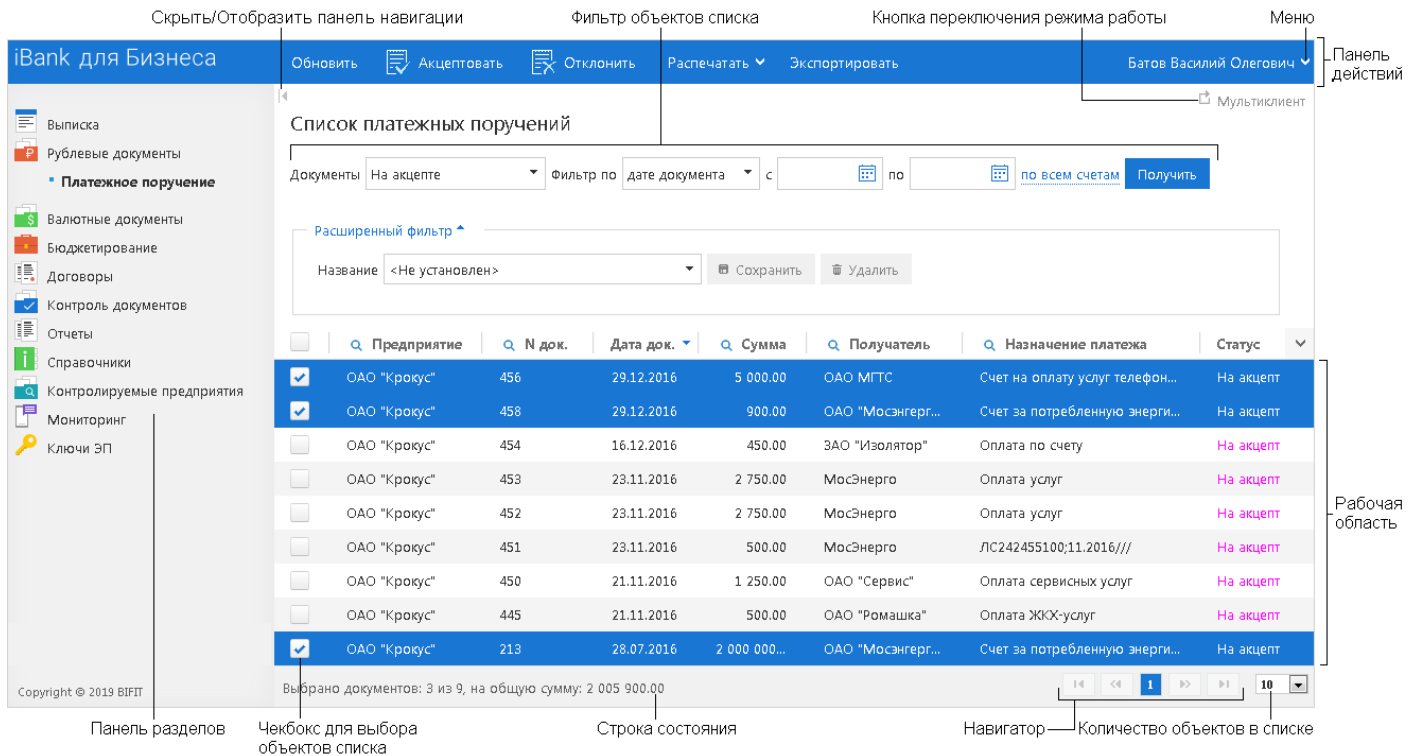 Скрыть/Отобразить панель навигации Фильтр объектов списка Кнопка переключения режима работы Меню
iBank для Бизнеса Обновить Акцептовать Отклонить Распечатать Экспортировать Батов Василий Олегович
Панель
действий
Мультиклиент
Список платежных поручений
Документы На акцепте Фильтр по дате документа с по по всем счетам Получить
Расширенный фильтр
Название <Не установлен> Сохранить Удалить
Выписка
Рублевые документы
Платежное поручение
Валютные документы
Бюджетирование
Договоры
Контроль документов
Отчеты
Справочники
Контролируемые предприятия
Мониторинг
Ключи ЭП
Предприятие N док. Дата док. Сумма Получатель Назначение платежа Статус
ОАО "Крокус" 456 29.12.2016 5 000.00 ОАО МГТС Счет на оплату услуг телефон... На акцепт
ОАО "Крокус" 458 29.12.2016 900.00 ОАО "Мосэнгерг... Счет за потребленную энерги... На акцепт
ОАО "Крокус" 454 16.12.2016 450.00 ЗАО "Изолятор" Оплата по счету На акцепт
ОАО "Крокус" 453 23.11.2016 2 750.00 МосЭнерго Оплата услуг На акцепт
ОАО "Крокус" 452 23.11.2016 2 750.00 МосЭнерго Оплата услуг На акцепт
ОАО "Крокус" 451 23.11.2016 500.00 МосЭнерго ЛС242455100;11.2016/// На акцепт
ОАО "Крокус" 450 21.11.2016 1 250.00 ОАО "Сервис" Оплата сервисных услуг На акцепт
ОАО "Крокус" 445 21.11.2016 500.00 ОАО "Ромашка" Оплата ЖКХ-услуг На акцепт
ОАО "Крокус" 213 28.07.2016 2 000 000... ОАО "Мосэнгерг... Счет за потребленную энерги... На акцепт
Рабочая
область
Copyright © 2019 BIFIT Выбрано документов: 3 из 9, на общую сумму: 2 005 900.00 1 10
Панель разделов Чекбокс для выбора
объектов списка
Строка состояния Навигатор Количество объектов в списке